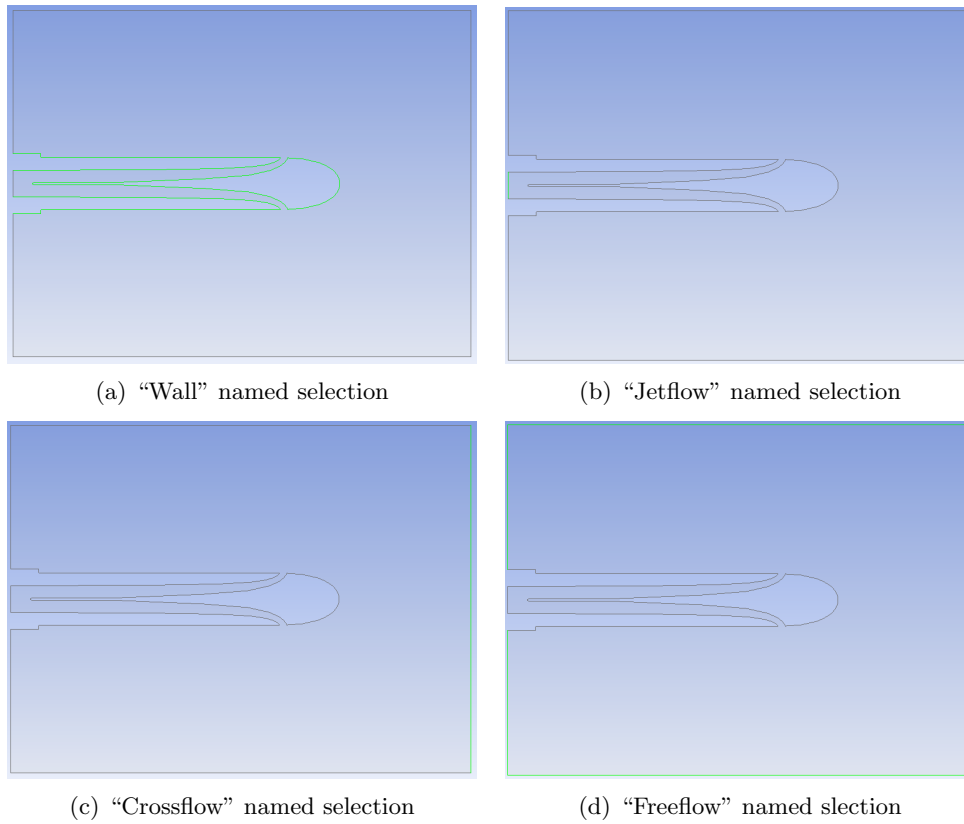 (a) “Wall” named selection
(b) “Jetflow” named selection
(c) “Crossflow” named selection
(d) “Freeflow” named slection